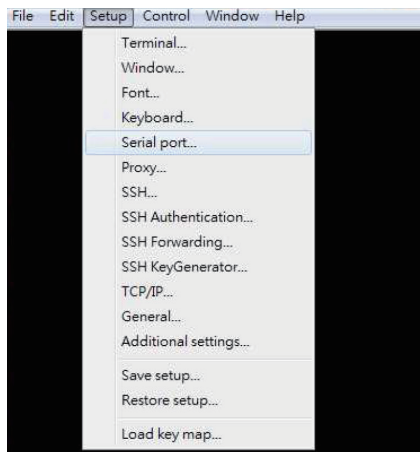 File Edit Setup Control Window Help
Terminal...
Window...
Font...
Keyboard...
Serial port...
Proxy...
SSH...
SSH Authentication...
SSH Forwarding...
SSH KeyGenerator...
TCP/IP...
General...
Additional settings...
Save setup...
Restore setup...
Load key map...